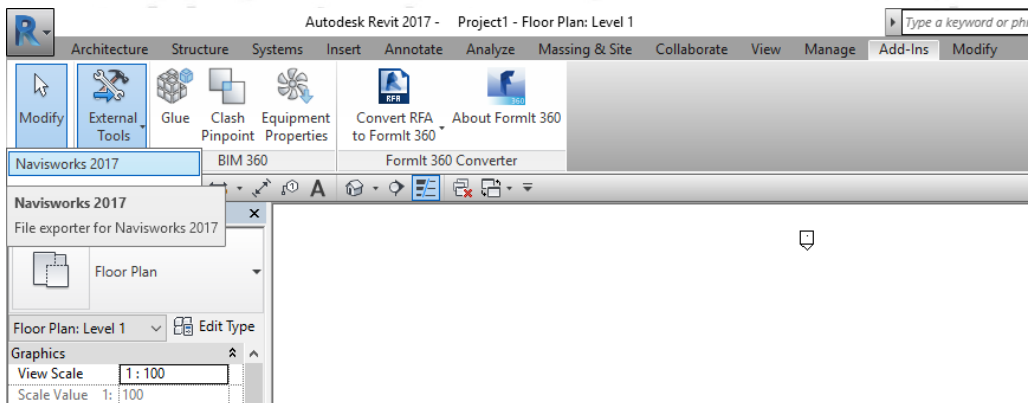 Autodesk Revit 2017 - Project1 - Floor Plan: Level 1
Type a keyword or phr
Architecture Structure Systems Insert Annotate Analyze Massing & Site Collaborate View Manage Add-Ins Modify
Modify
External
Tools
Glue
Clash
Pinpoint
Equipment
Properties
RFA
Convert RFA
to FormIt 360
360
About FormIt 360
Navisworks 2017
BIM 360
FormIt 360 Converter
Navisworks 2017
File exporter for Navisworks 2017
Floor Plan
Floor Plan: Level 1
Edit Type
Graphics
View Scale 1 : 100
Scale Value 1: 100